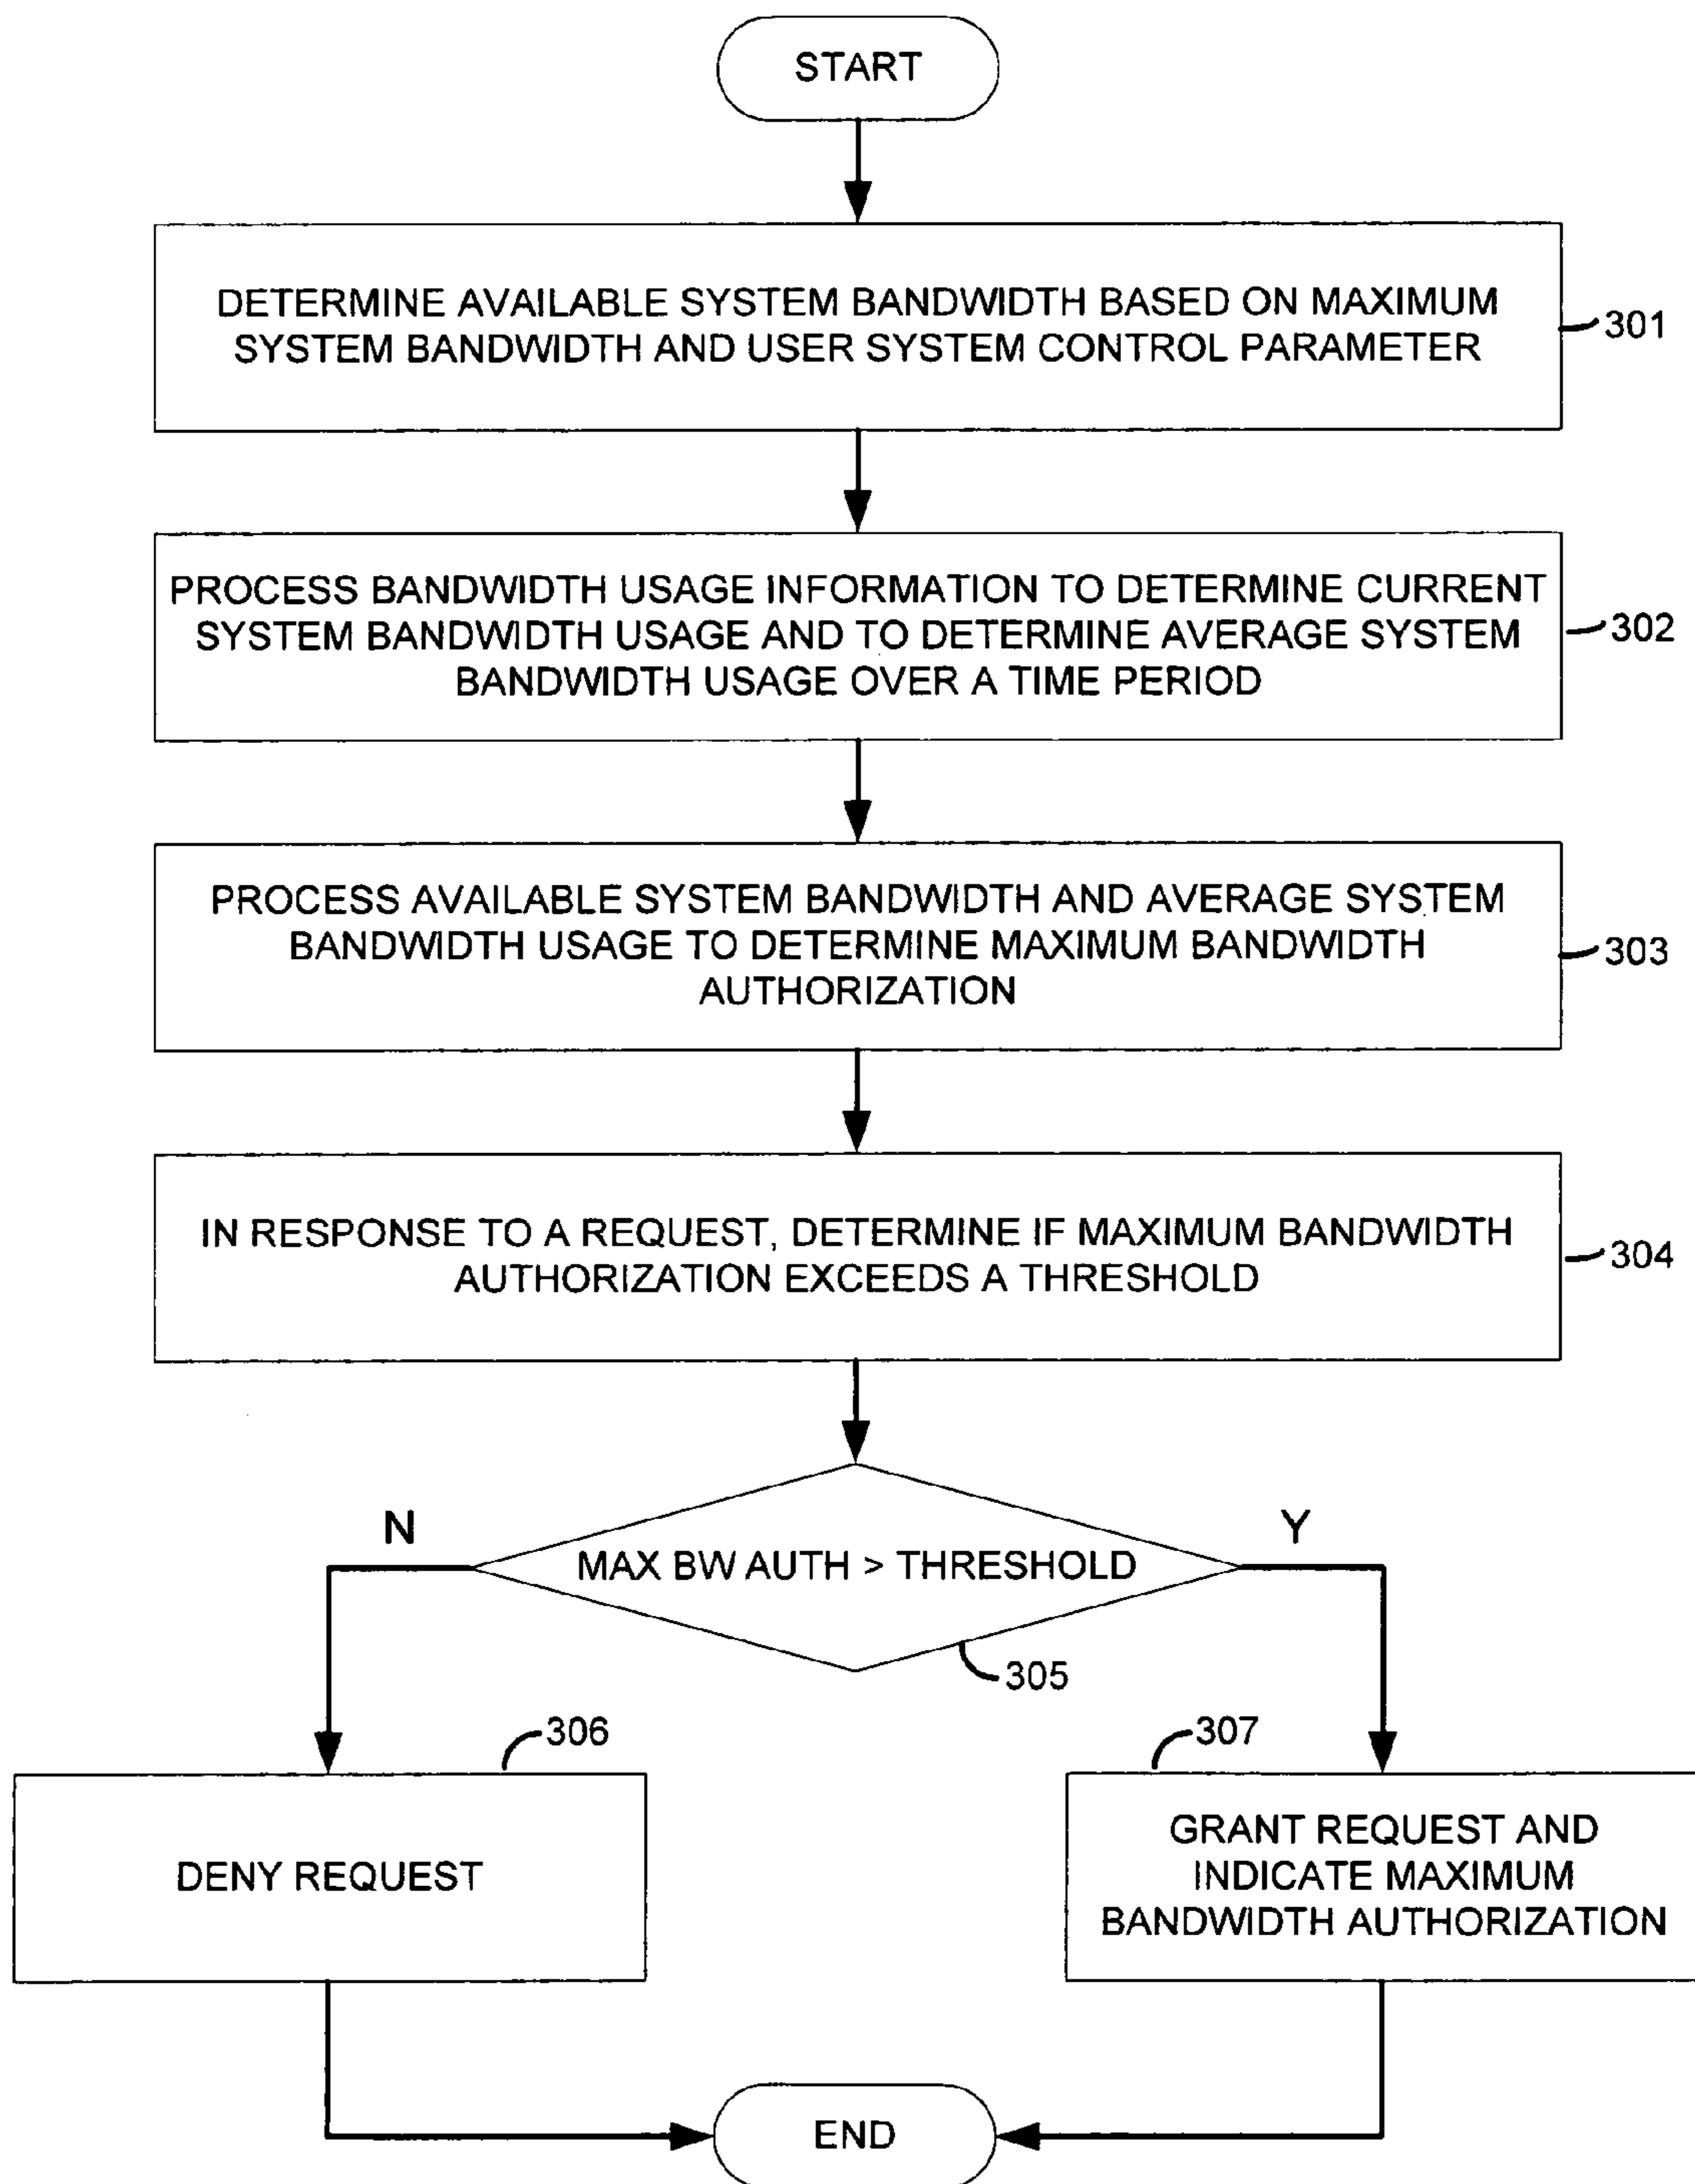 START
DETERMINE AVAILABLE SYSTEM BANDWIDTH BASED ON MAXIMUM
SYSTEM BANDWIDTH AND USER SYSTEM CONTROL PARAMETER
301
PROCESS BANDWIDTH USAGE INFORMATION TO DETERMINE CURRENT
SYSTEM BANDWIDTH USAGE AND TO DETERMINE AVERAGE SYSTEM
BANDWIDTH USAGE OVER A TIME PERIOD
302
PROCESS AVAILABLE SYSTEM BANDWIDTH AND AVERAGE SYSTEM
BANDWIDTH USAGE TO DETERMINE MAXIMUM BANDWIDTH
AUTHORIZATION
303
IN RESPONSE TO A REQUEST, DETERMINE IF MAXIMUM BANDWIDTH
AUTHORIZATION EXCEEDS A THRESHOLD
304
N
Y
MAX BW AUTH > THRESHOLD
305
306
307
DENY REQUEST
GRANT REQUEST AND
INDICATE MAXIMUM
BANDWIDTH AUTHORIZATION
END